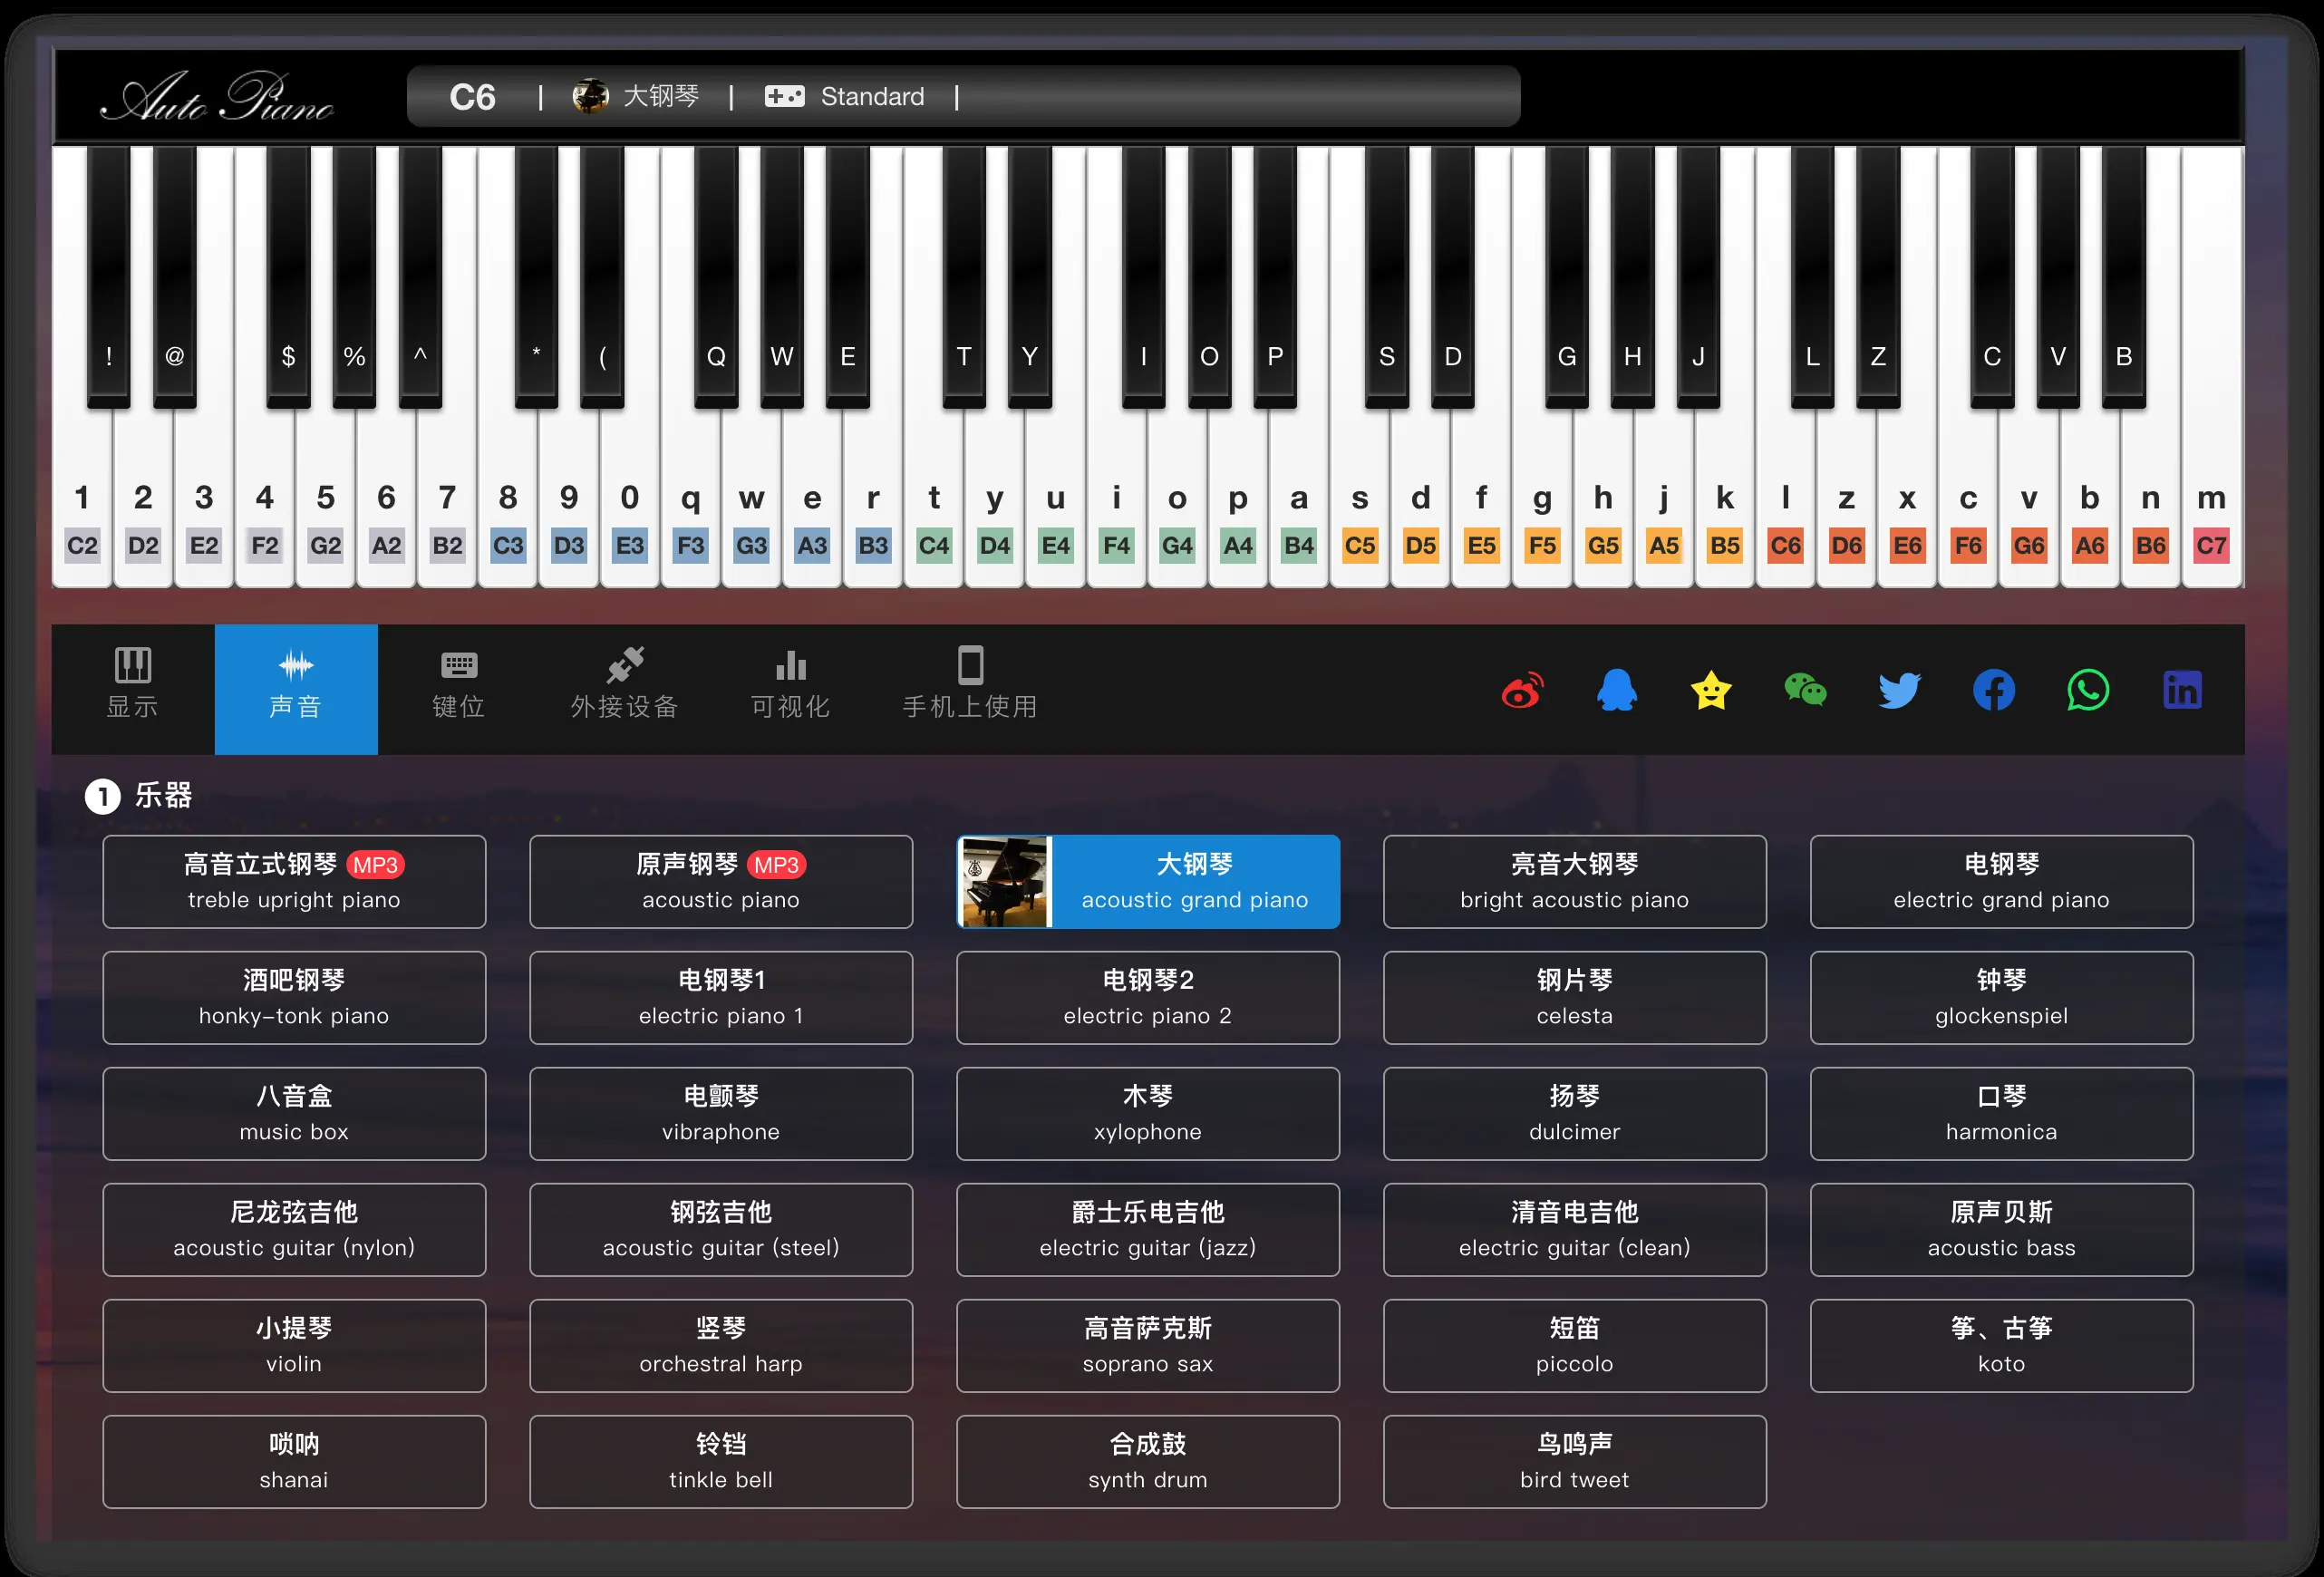 Auto Piano
C6 | 大钢琴 | Standard |
! @ $ % ^ * ( Q W E T Y I O P S D G H J L Z C V B
1 2 3 4 5 6 7 8 9 0 q w e r t y u i o p a s d f g h j k l z x c v b n m
C2 D2 E2 F2 G2 A2 B2 C3 D3 E3 F3 G3 A3 B3 C4 D4 E4 F4 G4 A4 B4 C5 D5 E5 F5 G5 A5 B5 C6 D6 E6 F6 G6 A6 B6 C7
显示 声音 键位 外接设备 可视化 手机上使用
1 乐器
高音立式钢琴 MP3
treble upright piano
原声钢琴 MP3
acoustic piano
大钢琴
acoustic grand piano
亮音大钢琴
bright acoustic piano
电钢琴
electric grand piano
酒吧钢琴
honky-tonk piano
电钢琴1
electric piano 1
电钢琴2
electric piano 2
钢片琴
celesta
钟琴
glockenspiel
八音盒
music box
电颤琴
vibraphone
木琴
xylophone
扬琴
dulcimer
口琴
harmonica
尼龙弦吉他
acoustic guitar (nylon)
钢弦吉他
acoustic guitar (steel)
爵士乐电吉他
electric guitar (jazz)
清音电吉他
electric guitar (clean)
原声贝斯
acoustic bass
小提琴
violin
竖琴
orchestral harp
高音萨克斯
soprano sax
短笛
piccolo
筝、古筝
koto
唢呐
shanai
铃铛
tinkle bell
合成鼓
synth drum
鸟鸣声
bird tweet